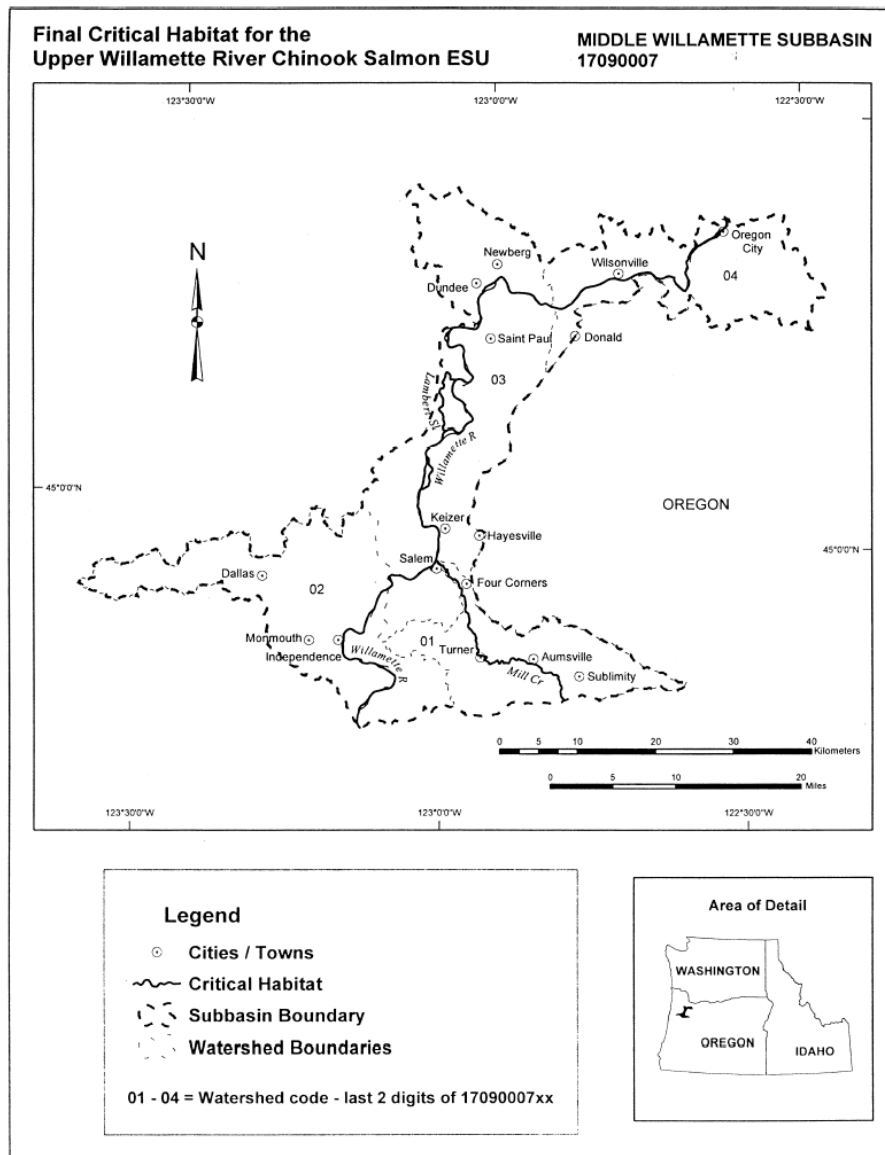 Final Critical Habitat for the
Upper Willamette River Chinook Salmon ESU
MIDDLE WILLAMETTE SUBBASIN
17090007
123°30'0"W
123°0'0"W
122°30'0"W
N
Newberg
Dundee
Wilsonville
Oregon
City
04
Saint Paul
Donald
03
Lambert Sl
Willamette R
45°0'0"N
OREGON
Keizer
Hayesville
45°0'0"N
Salem
Dallas
Four Corners
02
Monmouth
Independence
Willamette R
01
Turner
Aumsville
Mill Cr
Sublimity
0 5 10 20 30 40
Kilometers
0 5 10 20
Miles
123°30'0"W
123°0'0"W
122°30'0"W
Legend
Cities / Towns
Critical Habitat
Subbasin Boundary
Watershed Boundaries
01 - 04 = Watershed code - last 2 digits of 17090007xx
Area of Detail
WASHINGTON
OREGON
IDAHO